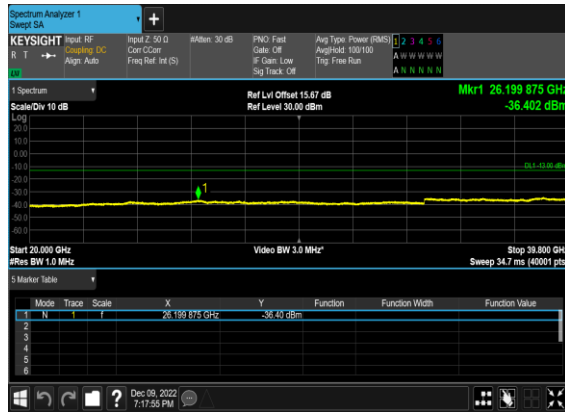 Spectrum Analyzer 1
Swept SA
+
KEYSIGHT Input: RF Input Z: 50 Ω #Atten: 30 dB PNO: Fast Avg Type: Power (RMS) 1 2 3 4 5 6
R T Coupling: DC Corr CCorr Gate: Off Avg|Hold: 100/100 A W W W W W
Align: Auto Freq Ref: Int (S) IF Gain: Low Trig: Free Run
Sig Track: Off A N N N N N
LU
1 Spectrum
Ref Lvl Offset 15.67 dB Mkr1 26.199 875 GHz
Scale/Div 10 dB Ref Level 30.00 dBm -36.402 dBm
Log
20.0
10.0
0.00
-10.0 DL1 -13.00 dBm
-20.0
-30.0 1
-40.0
-50.0
-60.0
Start 20.000 GHz Video BW 3.0 MHz* Stop 39.800 GHz
#Res BW 1.0 MHz Sweep 34.7 ms (40001 pts)
5 Marker Table
Mode Trace Scale X Y Function Function Width Function Value
1 N 1 f 26.199 875 GHz -36.40 dBm
2
3
4
5
6
? Dec 09, 2022
7:17:55 PM